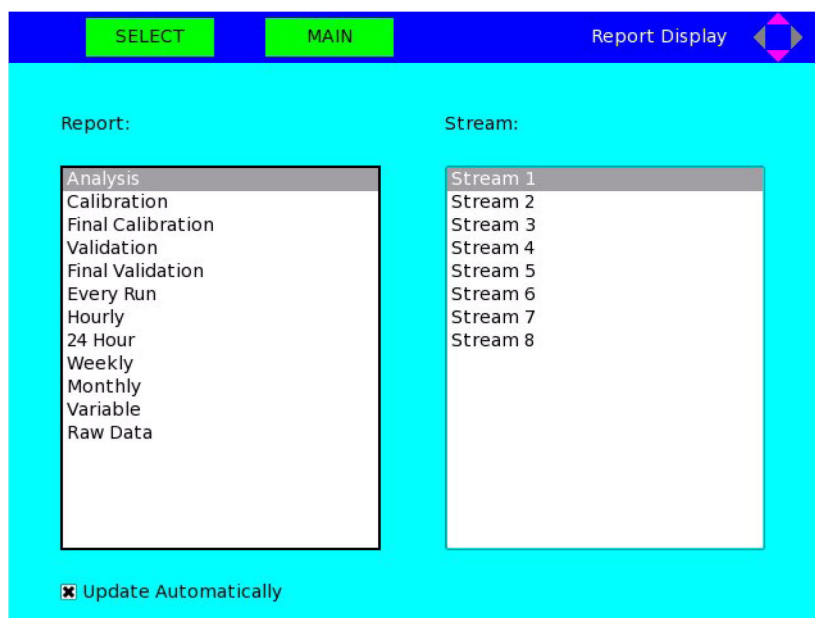 SELECT MAIN Report Display
Report: Stream:
Analysis
Calibration
Final Calibration
Validation
Final Validation
Every Run
Hourly
24 Hour
Weekly
Monthly
Variable
Raw Data
Stream 1
Stream 2
Stream 3
Stream 4
Stream 5
Stream 6
Stream 7
Stream 8
Update Automatically